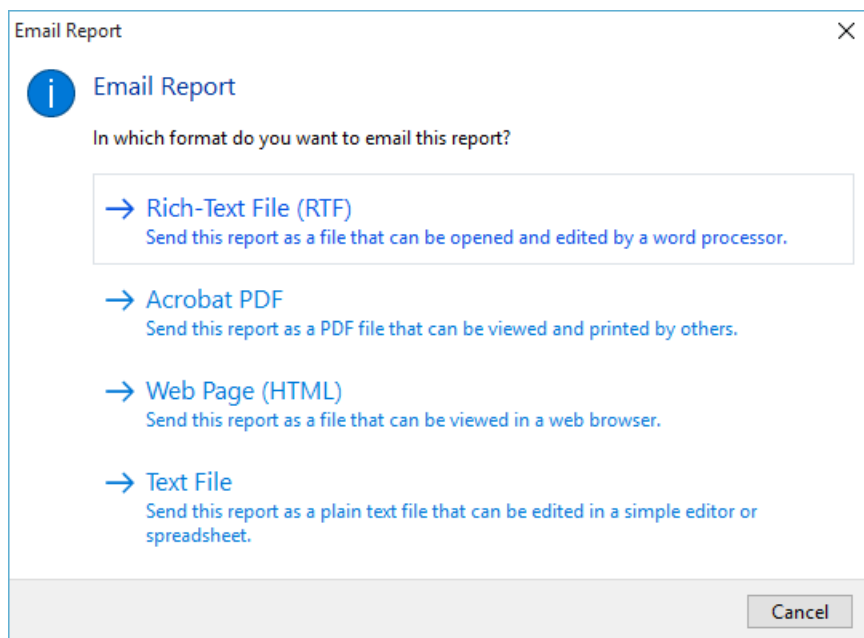 Email Report
Email Report
In which format do you want to email this report?
Rich-Text File (RTF)
Send this report as a file that can be opened and edited by a word processor.
Acrobat PDF
Send this report as a PDF file that can be viewed and printed by others.
Web Page (HTML)
Send this report as a file that can be viewed in a web browser.
Text File
Send this report as a plain text file that can be edited in a simple editor or
spreadsheet.
Cancel